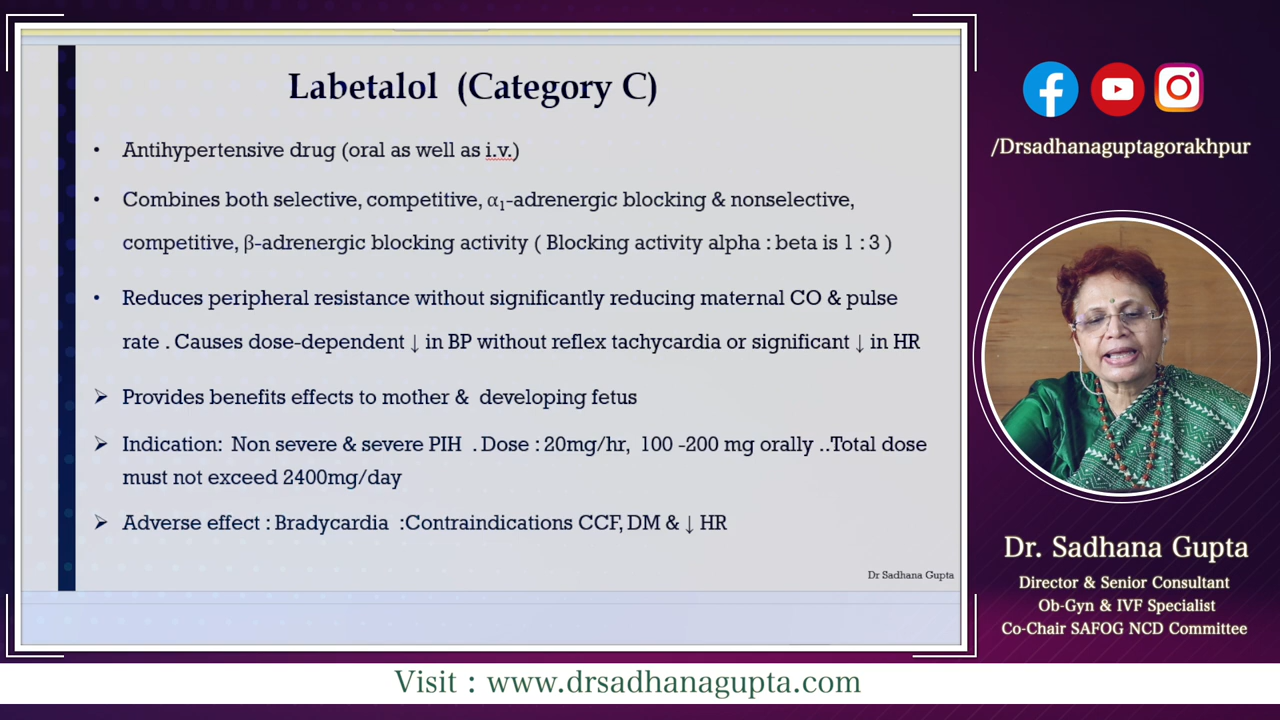 Labetalol (Category C)
• Antihypertensive drug (oral as well as i.v.)
• Combines both selective, competitive, α₁-adrenergic blocking & nonselective,
competitive, β-adrenergic blocking activity ( Blocking activity alpha : beta is 1 : 3 )
• Reduces peripheral resistance without significantly reducing maternal CO & pulse
rate . Causes dose-dependent ↓ in BP without reflex tachycardia or significant ↓ in HR
➢ Provides benefits effects to mother & developing fetus
➢ Indication: Non severe & severe PIH . Dose : 20mg/hr, 100 -200 mg orally ..Total dose
must not exceed 2400mg/day
➢ Adverse effect : Bradycardia :Contraindications CCF, DM & ↓ HR
Dr Sadhana Gupta
/Drsadhanaguptagorakhpur
Dr. Sadhana Gupta
Director & Senior Consultant
Ob-Gyn & IVF Specialist
Co-Chair SAFOG NCD Committee
Visit : www.drsadhanagupta.com